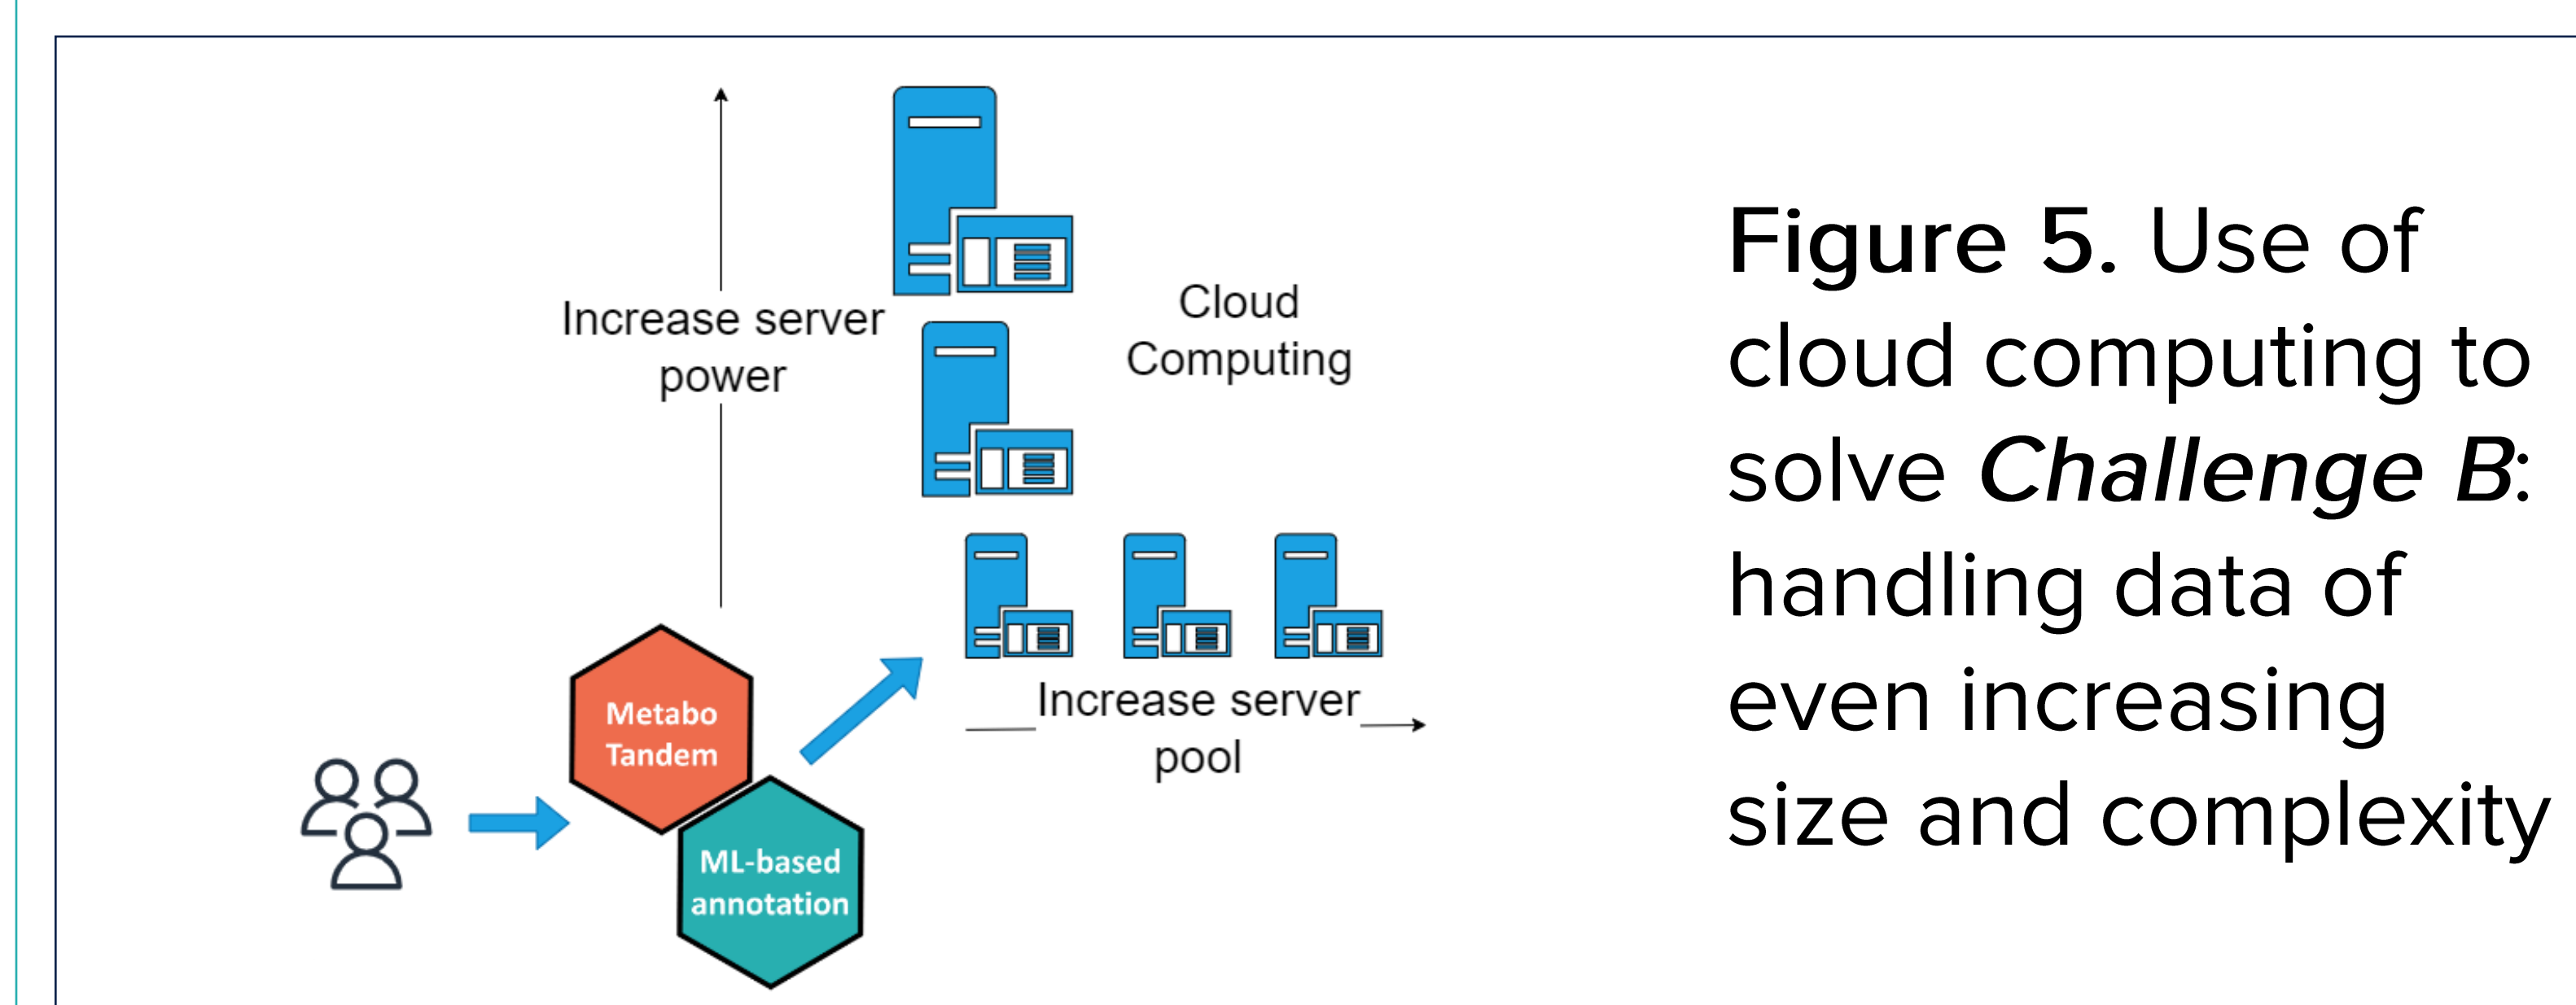 Increase server
power
Cloud
Computing
Increase server
pool
Metabo
Tandem
ML-based
annotation
Figure 5. Use of
cloud computing to
solve Challenge B:
handling data of
even increasing
size and complexity